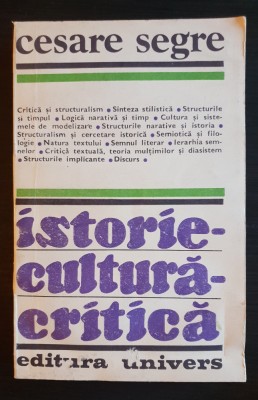 cesare segre
Critică și structuralism ● Sinteza stilistică ● Structurile
și timpul ● Logică narativă și timp ● Cultura și siste-
mele de modelizare ● Structurile narative și istoria ●
Structuralism și cercetare istorică ● Semiotică și filo-
logie ● Natura textului ● Semnul literar ● Ierarhia sem-
nelor ● Critică textuală, teoria mulțimilor și diasistem
● Structurile implicante ● Discurs ●
istorie-
cultură-
critică
editura univers